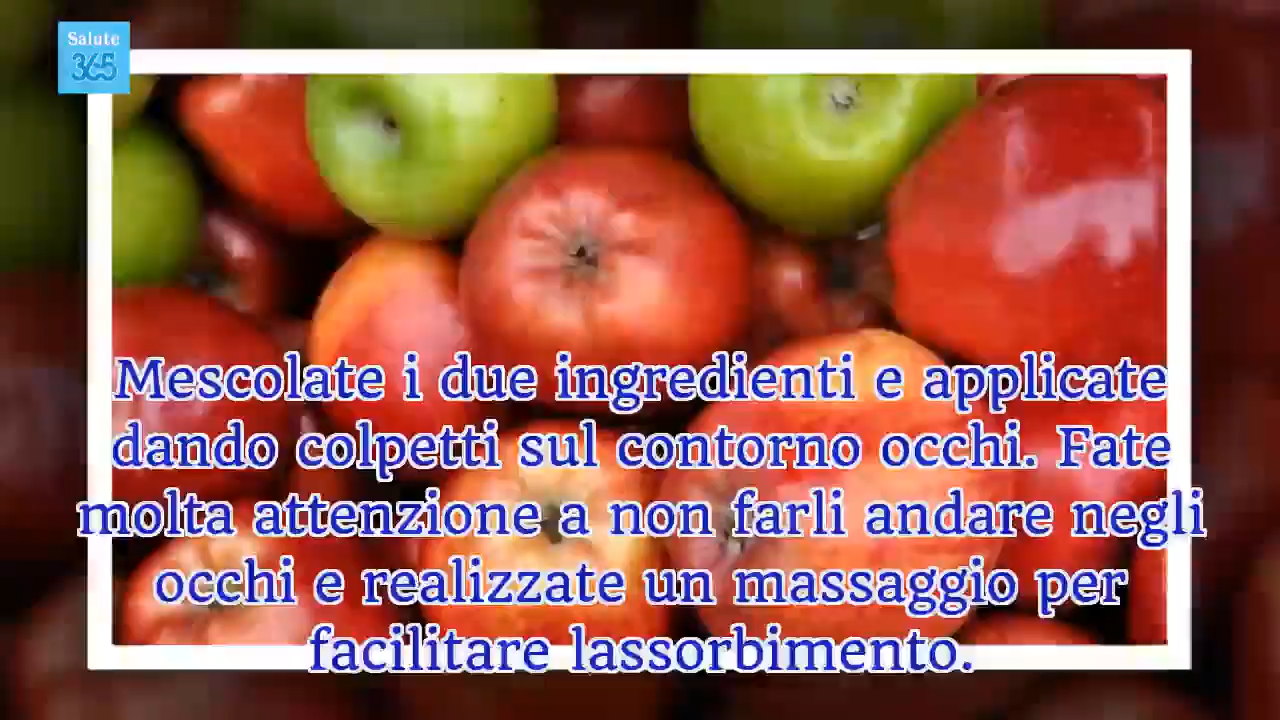 Salute
365
Mescolate i due ingredienti e applicate
dando colpetti sul contorno occhi. Fate
molta attenzione a non farli andare negli
occhi e realizzate un massaggio per
facilitare lassorbimento.